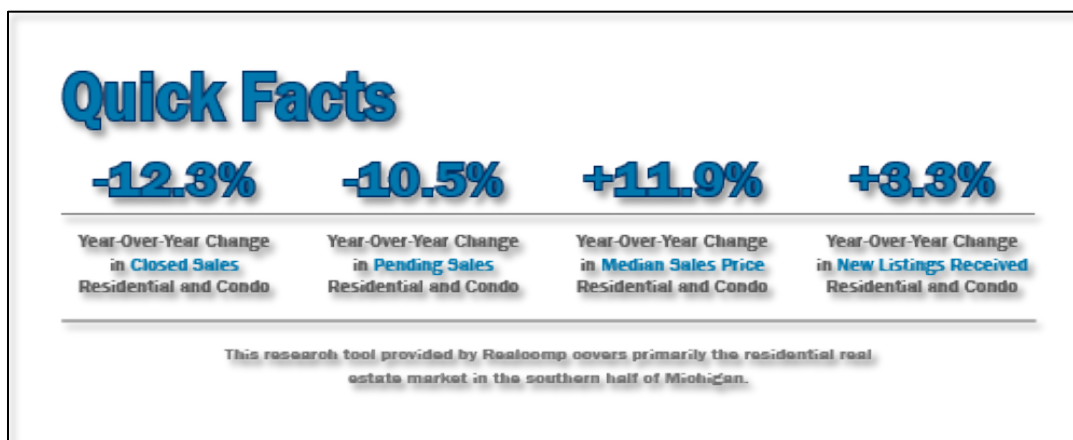 Quick Facts
-12.3% -10.5% +11.9% +3.3%
Year-Over-Year Change Year-Over-Year Change Year-Over-Year Change Year-Over-Year Change
in Closed Sales in Pending Sales in Median Sales Price in New Listings Received
Residential and Condo Residential and Condo Residential and Condo Residential and Condo
This research tool provided by Realcomp covers primarily the residential real
estate market in the southern half of Michigan.